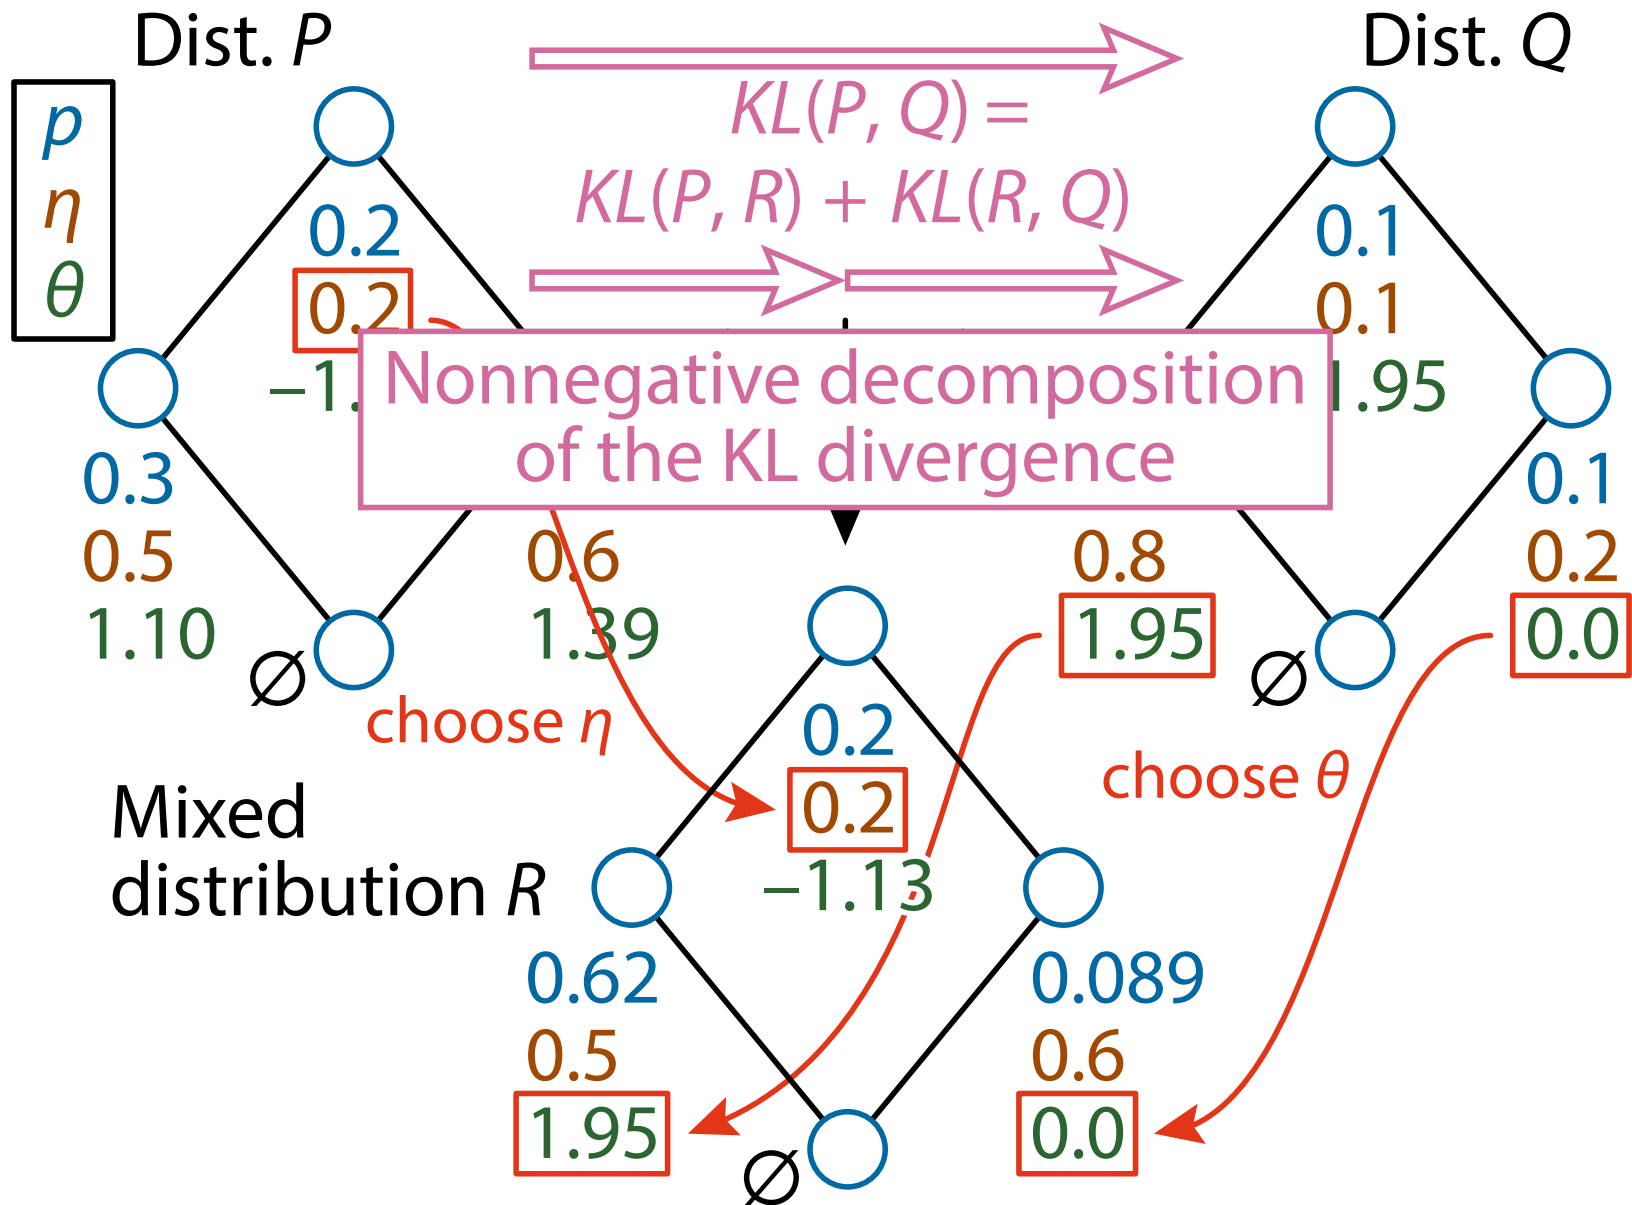 Dist. P
Dist. Q
p
η
θ
KL(P, Q) =
KL(P, R) + KL(R, Q)
0.2
0.2
−1.
0.1
0.1
1.95
Nonnegative decomposition
of the KL divergence
0.3
0.5
1.10
0.6
1.39
0.8
1.95
0.1
0.2
0.0
∅
∅
choose η
choose θ
Mixed
distribution R
0.2
0.2
−1.13
0.62
0.5
1.95
0.089
0.6
0.0
∅